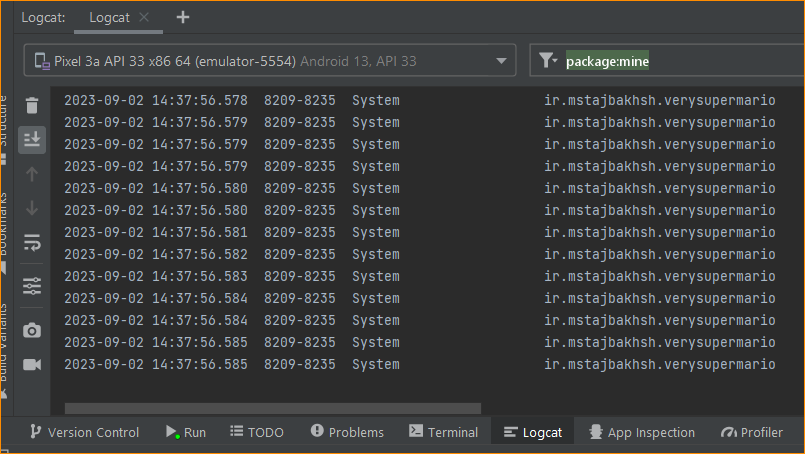 Logcat: Logcat
Pixel 3a API 33 x86 64 (emulator-5554) Android 13, API 33 package:mine
2023-09-02 14:37:56.578 8209-8235 System ir.mstajbakhsh.verysupermario
2023-09-02 14:37:56.579 8209-8235 System ir.mstajbakhsh.verysupermario
2023-09-02 14:37:56.579 8209-8235 System ir.mstajbakhsh.verysupermario
2023-09-02 14:37:56.579 8209-8235 System ir.mstajbakhsh.verysupermario
2023-09-02 14:37:56.580 8209-8235 System ir.mstajbakhsh.verysupermario
2023-09-02 14:37:56.580 8209-8235 System ir.mstajbakhsh.verysupermario
2023-09-02 14:37:56.581 8209-8235 System ir.mstajbakhsh.verysupermario
2023-09-02 14:37:56.582 8209-8235 System ir.mstajbakhsh.verysupermario
2023-09-02 14:37:56.583 8209-8235 System ir.mstajbakhsh.verysupermario
2023-09-02 14:37:56.584 8209-8235 System ir.mstajbakhsh.verysupermario
2023-09-02 14:37:56.584 8209-8235 System ir.mstajbakhsh.verysupermario
2023-09-02 14:37:56.585 8209-8235 System ir.mstajbakhsh.verysupermario
2023-09-02 14:37:56.585 8209-8235 System ir.mstajbakhsh.verysupermario
Structure
Bookmarks
Build Variants
Version Control Run TODO Problems Terminal Logcat App Inspection Profiler